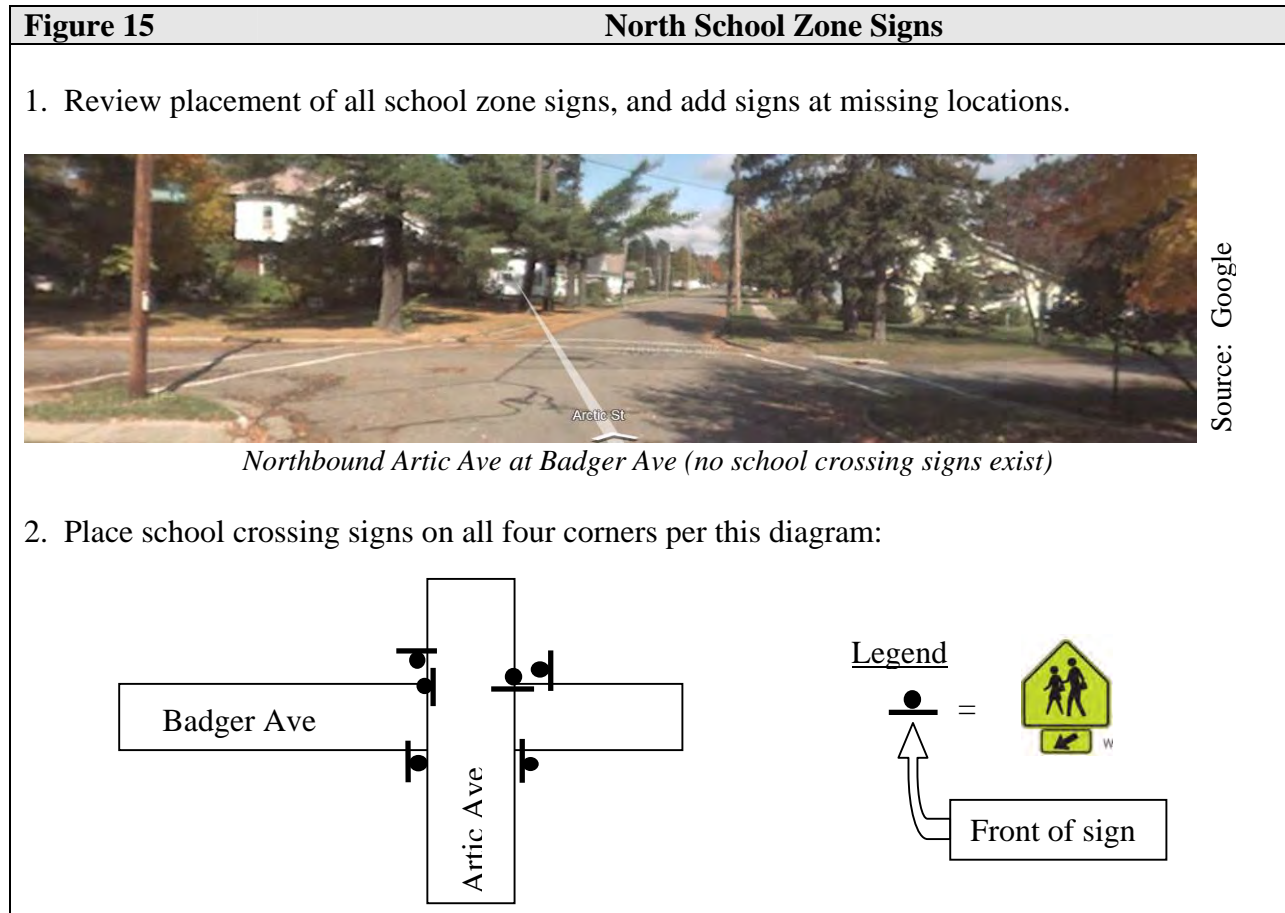 Figure 15 North School Zone Signs
1. Review placement of all school zone signs, and add signs at missing locations.
Arctic St
Source: Google
Northbound Artic Ave at Badger Ave (no school crossing signs exist)
2. Place school crossing signs on all four corners per this diagram:
Badger Ave
Artic Ave
Legend
=
W
Front of sign